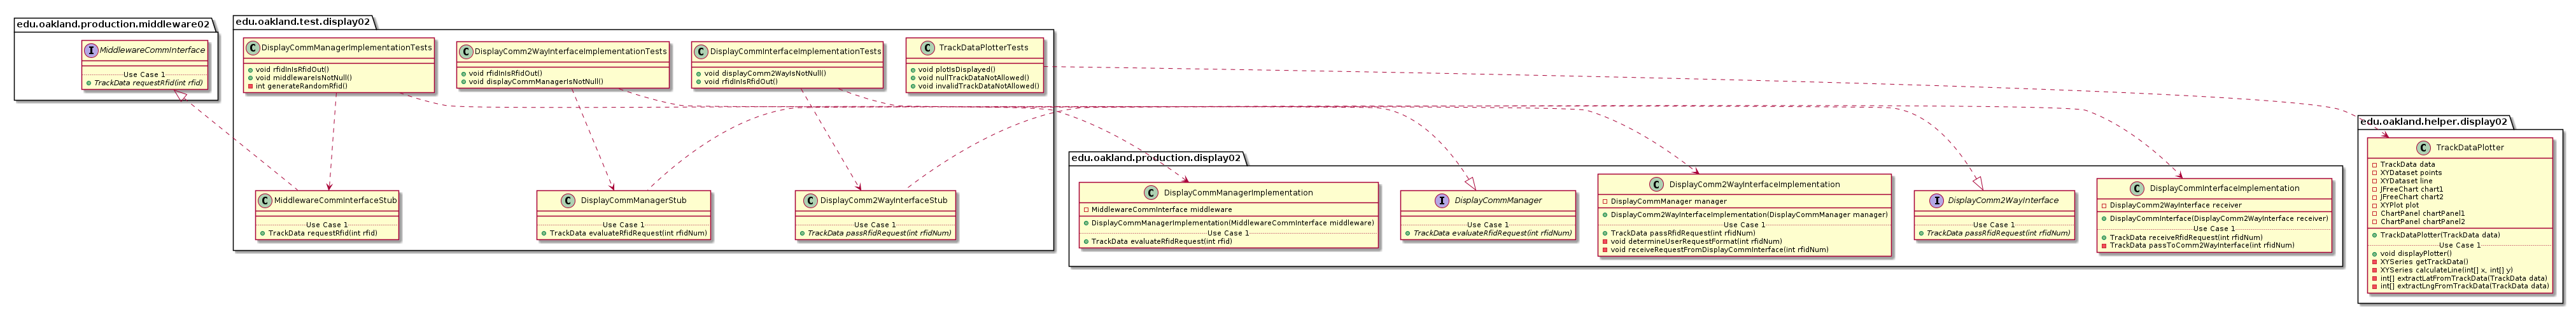 edu.oakland.production.middleware02
I MiddlewareCommInterface
Use Case 1
TrackData requestRfid(int rfid)
edu.oakland.test.display02
C DisplayCommManagerImplementationTests
void rfidInIsRfidOut()
void middlewareIsNotNull()
int generateRandomRfid()
C DisplayComm2WayInterfaceImplementationTests
void rfidInIsRfidOut()
void displayCommManagerIsNotNull()
C DisplayCommInterfaceImplementationTests
void displayComm2WayIsNotNull()
void rfidInIsRfidOut()
C TrackDataPlotterTests
void plotIsDisplayed()
void nullTrackDataNotAllowed()
void invalidTrackDataNotAllowed()
C MiddlewareCommInterfaceStub
Use Case 1
TrackData requestRfid(int rfid)
C DisplayCommManagerStub
Use Case 1
TrackData evaluateRfidRequest(int rfidNum)
C DisplayComm2WayInterfaceStub
Use Case 1
TrackData passRfidRequest(int rfidNum)
edu.oakland.production.display02
C DisplayCommManagerImplementation
MiddlewareCommInterface middleware
DisplayCommManagerImplementation(MiddlewareCommInterface middleware)
Use Case 1
TrackData evaluateRfidRequest(int rfid)
I DisplayCommManager
Use Case 1
TrackData evaluateRfidRequest(int rfidNum)
C DisplayComm2WayInterfaceImplementation
DisplayCommManager manager
DisplayComm2WayInterfaceImplementation(DisplayCommManager manager)
Use Case 1
TrackData passRfidRequest(int rfidNum)
void determineUserRequestFormat(int rfidNum)
void receiveRequestFromDisplayCommInterface(int rfidNum)
I DisplayComm2WayInterface
Use Case 1
TrackData passRfidRequest(int rfidNum)
C DisplayCommInterfaceImplementation
DisplayComm2WayInterface receiver
DisplayCommInterface(DisplayComm2WayInterface receiver)
Use Case 1
TrackData receiveRfidRequest(int rfidNum)
TrackData passToComm2WayInterface(int rfidNum)
edu.oakland.helper.display02
C TrackDataPlotter
TrackData data
XYDataset points
XYDataset line
JFreeChart chart1
JFreeChart chart2
XYPlot plot
ChartPanel chartPanel1
ChartPanel chartPanel2
TrackDataPlotter(TrackData data)
Use Case 1
void displayPlotter()
XYSeries getTrackData()
XYSeries calculateLine(int[] x, int[] y)
int[] extractLatFromTrackData(TrackData data)
int[] extractLngFromTrackData(TrackData data)